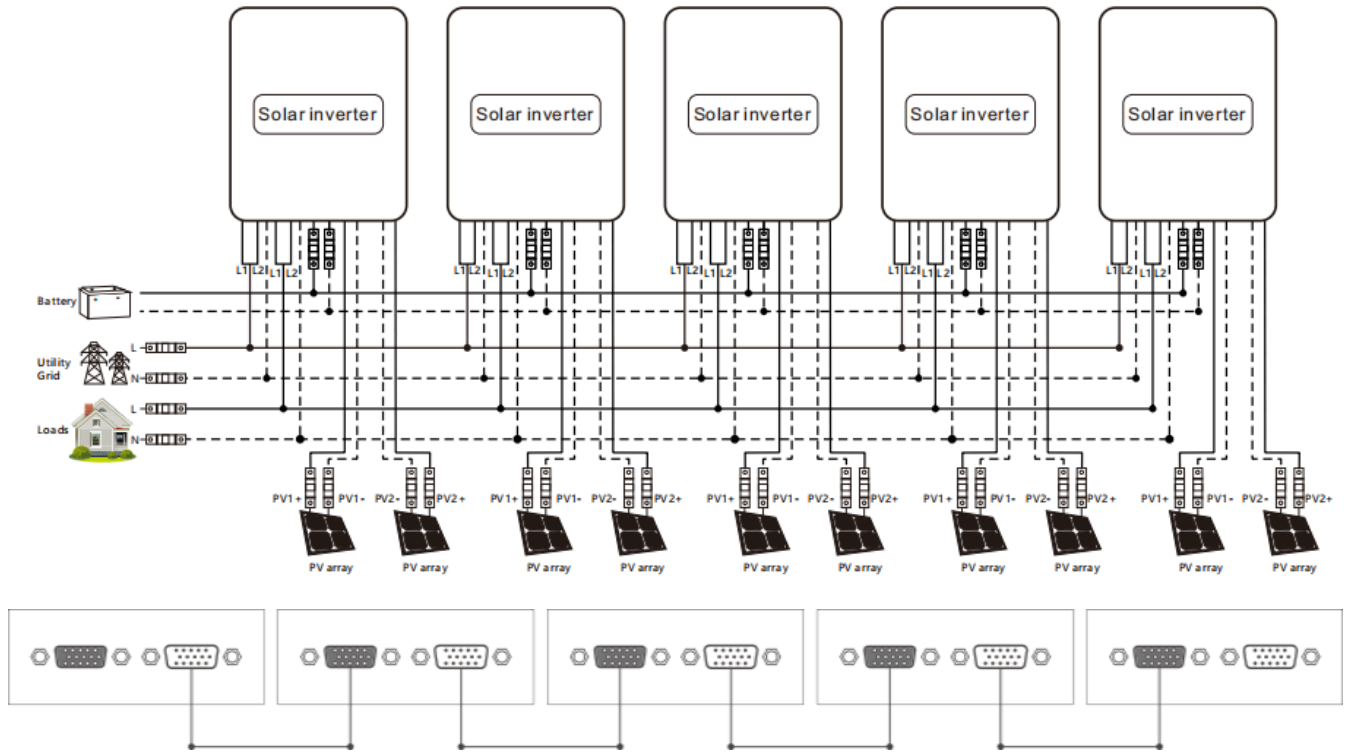 Solar inverter Solar inverter Solar inverter Solar inverter Solar inverter
L1 L2 L1 L2 L1 L2 L1 L2 L1 L2 L1 L2 L1 L2 L1 L2 L1 L2 L1 L2
Battery
L
Utility
Grid
N
L
Loads
N
PV1+ PV1- PV2- PV2+ PV1+ PV1- PV2- PV2+ PV1+ PV1- PV2- PV2+ PV1+ PV1- PV2- PV2+ PV1+ PV1- PV2- PV2+
PV array PV array PV array PV array PV array PV array PV array PV array PV array PV array